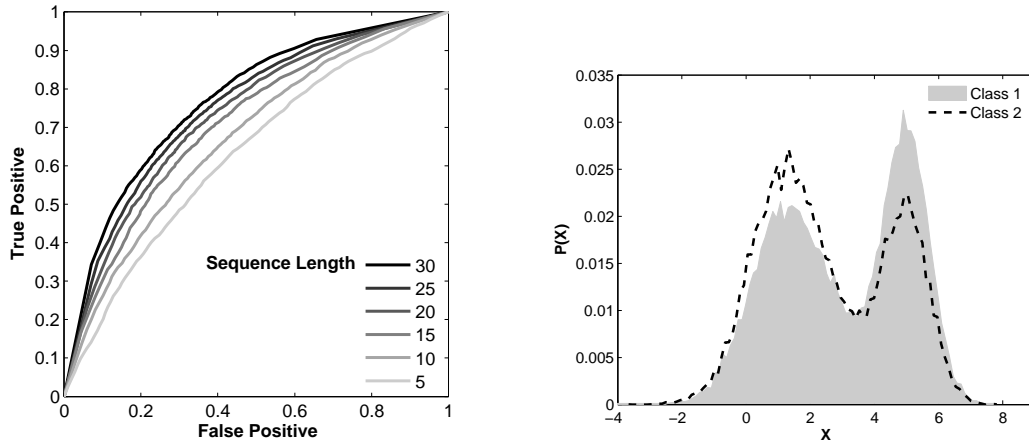 1
0.9
0.8
0.7
0.6
0.5
0.4
0.3
0.2
0.1
0
True Positive
Sequence Length
30
25
20
15
10
5
0 0.2 0.4 0.6 0.8 1
False Positive
0.035
0.03
0.025
0.02
0.015
0.01
0.005
0
P(X)
Class 1
Class 2
−4 −2 0 2 4 6 8
X